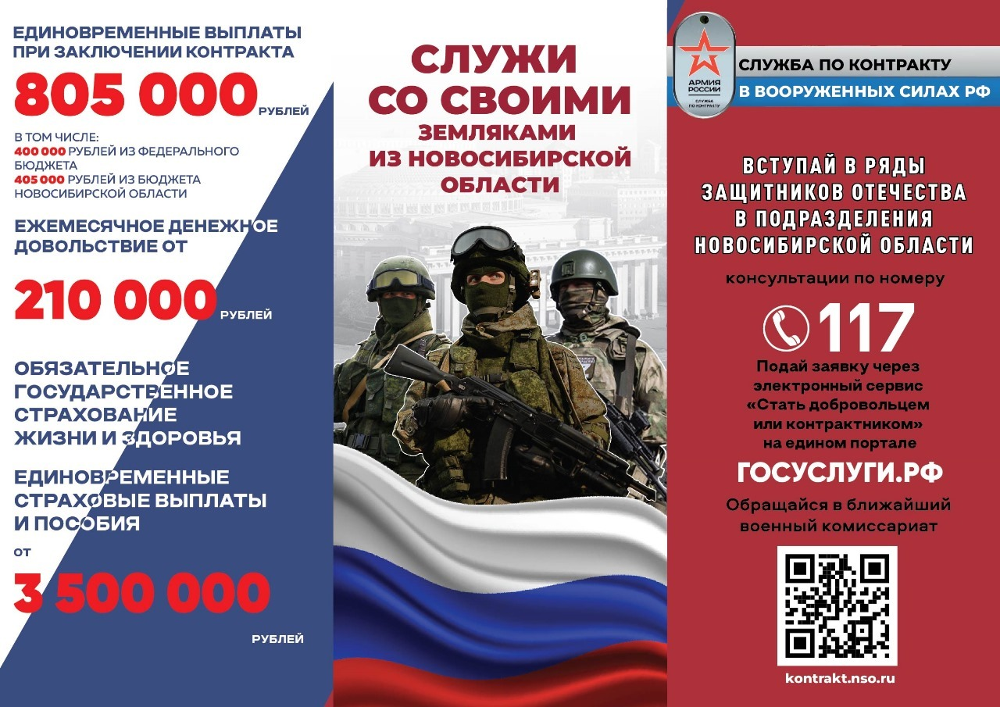 ЕДИНОВРЕМЕННЫЕ ВЫПЛАТЫ
ПРИ ЗАКЛЮЧЕНИИ КОНТРАКТА
805 000 РУБЛЕЙ
В ТОМ ЧИСЛЕ:
400 000 РУБЛЕЙ ИЗ ФЕДЕРАЛЬНОГО
БЮДЖЕТА
405 000 РУБЛЕЙ ИЗ БЮДЖЕТА
НОВОСИБИРСКОЙ ОБЛАСТИ
ЕЖЕМЕСЯЧНОЕ ДЕНЕЖНОЕ
ДОВОЛЬСТВИЕ ОТ
210 000 РУБЛЕЙ
ОБЯЗАТЕЛЬНОЕ
ГОСУДАРСТВЕННОЕ
СТРАХОВАНИЕ
ЖИЗНИ И ЗДОРОВЬЯ
ЕДИНОВРЕМЕННЫЕ
СТРАХОВЫЕ ВЫПЛАТЫ
И ПОСОБИЯ
от
3 500 000
РУБЛЕЙ
СЛУЖИ
СО СВОИМИ
ЗЕМЛЯКАМИ
ИЗ НОВОСИБИРСКОЙ
ОБЛАСТИ
АРМИЯ
РОССИИ
СЛУЖБА
ПО КОНТРАКТУ
СЛУЖБА ПО КОНТРАКТУ
В ВООРУЖЕННЫХ СИЛАХ РФ
ВСТУПАЙ В РЯДЫ
ЗАЩИТНИКОВ ОТЕЧЕСТВА
В ПОДРАЗДЕЛЕНИЯ
НОВОСИБИРСКОЙ ОБЛАСТИ
консультации по номеру
117
Подай заявку через
электронный сервис
«Стать добровольцем
или контрактником»
на едином портале
ГОСУСЛУГИ.РФ
Обращайся в ближайший
военный комиссариат
kontrakt.nso.ru